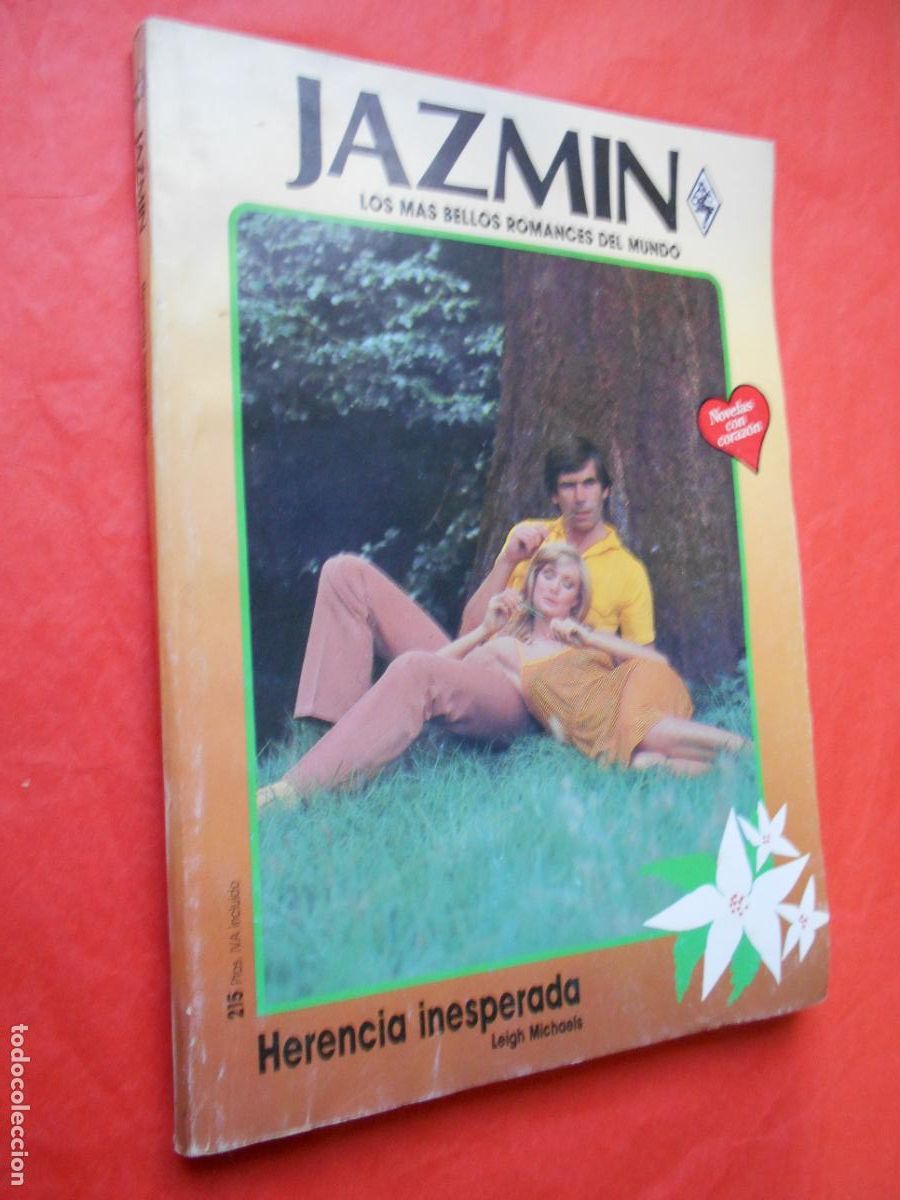 JAZMIN
LOS MAS BELLOS ROMANCES DEL MUNDO
JAZMIN
Novelas
con
corazón
215 Ptas. IVA incluido
Herencia inesperada
Leigh Michaels
todocoleccion